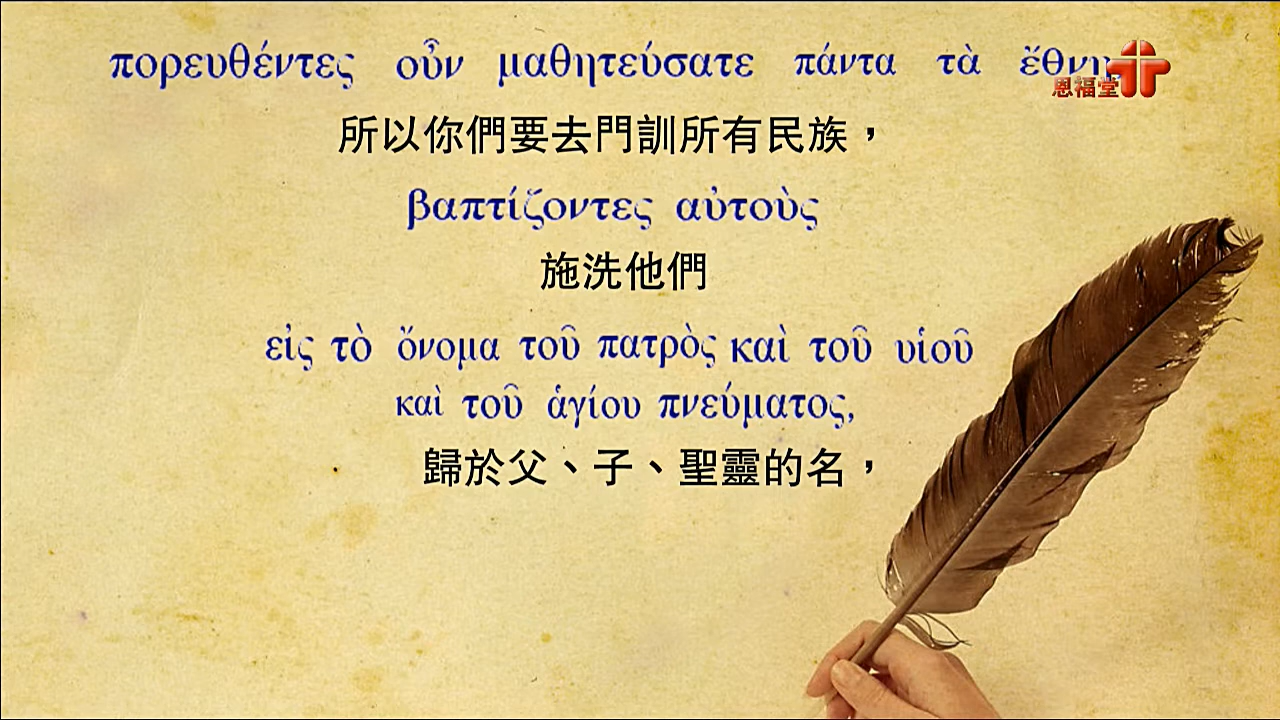 πορευθέντες οὖν μαθητεύσατε πάντα τὰ ἔθνη
恩福堂
所以你們要去門訓所有民族，
βαπτίζοντες αὐτοὺς
施洗他們
εἰς τὸ ὄνομα τοῦ πατρὸς καὶ τοῦ υἱοῦ
καὶ τοῦ ἁγίου πνεύματος,
歸於父、子、聖靈的名，